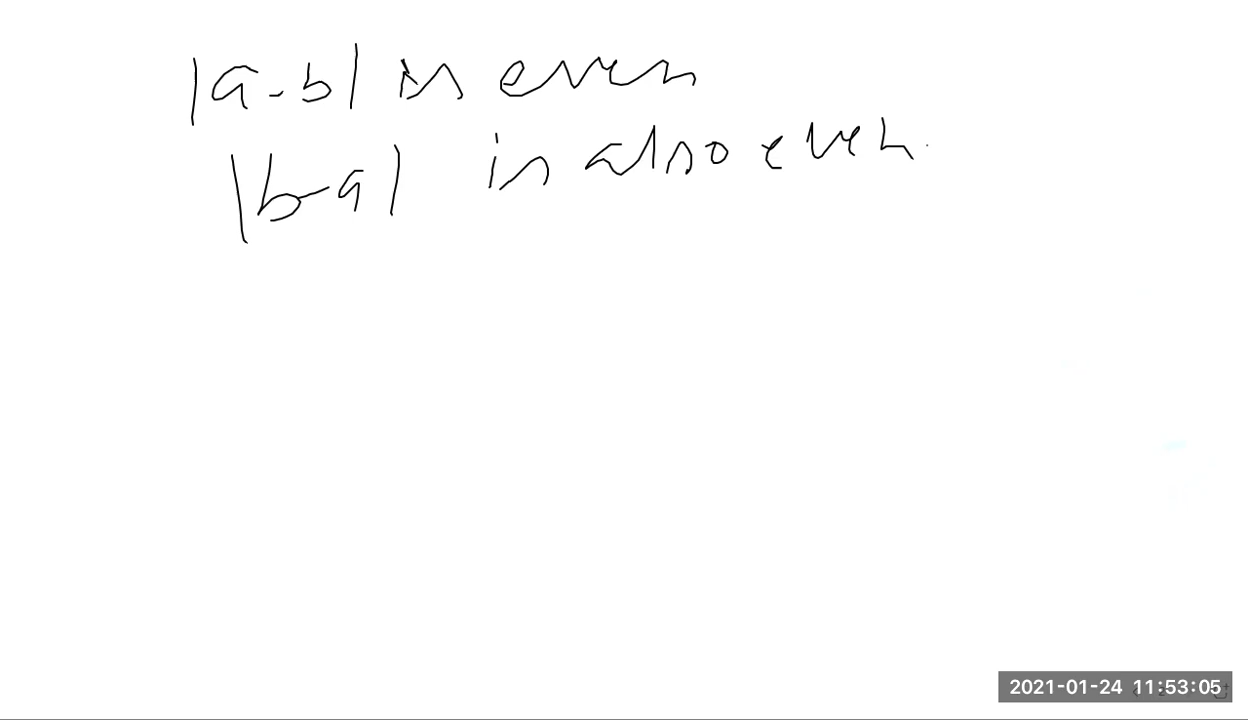 |a-b| is even
|b-a| is also even.
2021-01-24 11:53:05